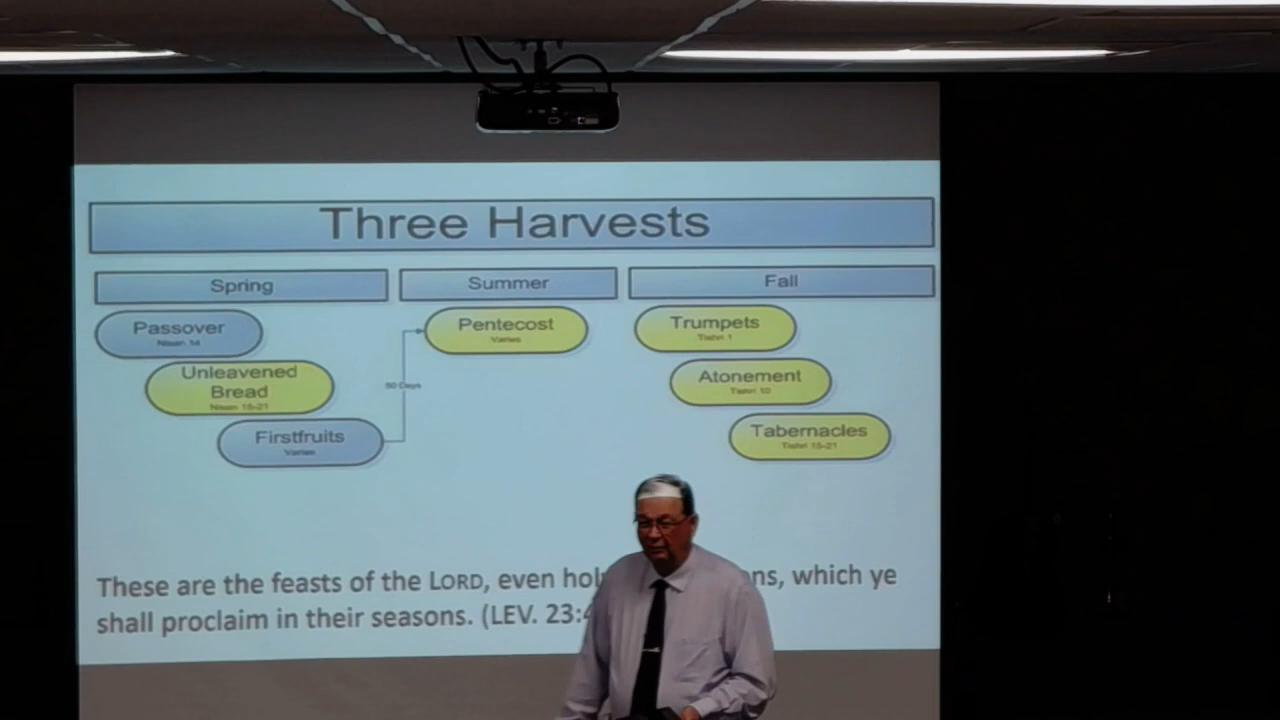 Three Harvests
Spring Summer Fall
Passover
Nisan 14
Unleavened
Bread
Nisan 15-21
Firstfruits
Varies
50 Days
Pentecost
Varies
Trumpets
Tishri 1
Atonement
Tishri 10
Tabernacles
Tishri 15-21
These are the feasts of the LORD, even , which ye
shall proclaim in their seasons. (LEV. 23: